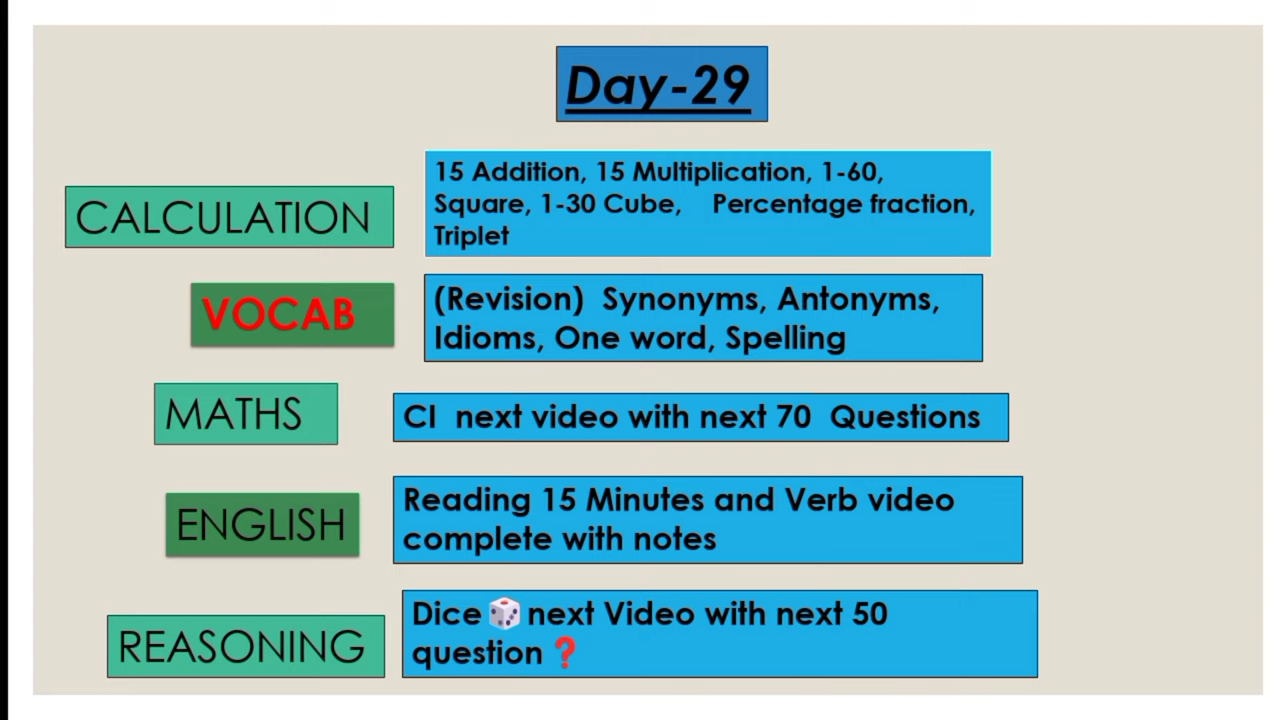 Day-29
CALCULATION
15 Addition, 15 Multiplication, 1-60,
Square, 1-30 Cube, Percentage fraction,
Triplet
VOCAB
(Revision) Synonyms, Antonyms,
Idioms, One word, Spelling
MATHS
CI next video with next 70 Questions
ENGLISH
Reading 15 Minutes and Verb video
complete with notes
REASONING
Dice 🎲 next Video with next 50
question ❓